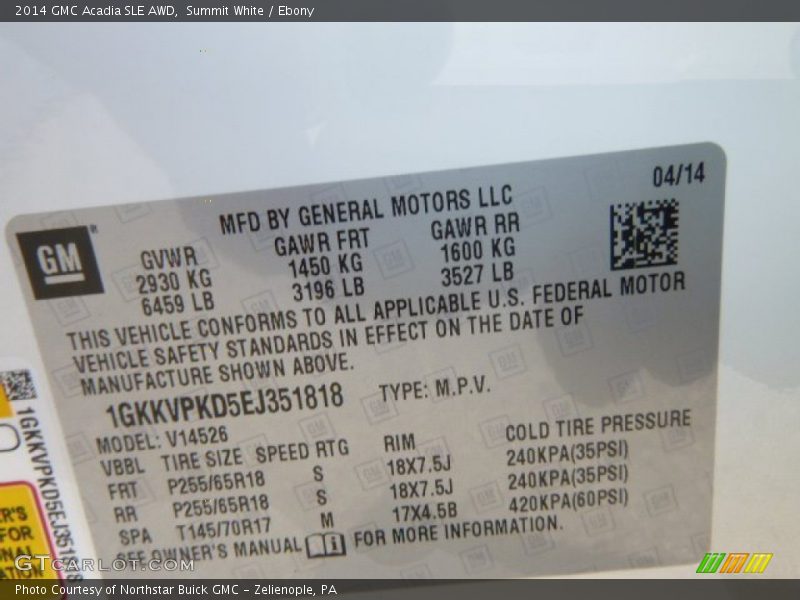 2014 GMC Acadia SLE AWD, Summit White / Ebony
04/14
MFD BY GENERAL MOTORS LLC
GM
GVWR GAWR FRT GAWR RR
2930 KG 1450 KG 1600 KG
6459 LB 3196 LB 3527 LB
THIS VEHICLE CONFORMS TO ALL APPLICABLE U.S. FEDERAL MOTOR
VEHICLE SAFETY STANDARDS IN EFFECT ON THE DATE OF
MANUFACTURE SHOWN ABOVE.
1GKKVPKD5EJ351818 TYPE: M.P.V.
MODEL: V14526
VBBL TIRE SIZE SPEED RTG RIM COLD TIRE PRESSURE
FRT P255/65R18 S 18X7.5J 240KPA(35PSI)
RR P255/65R18 S 18X7.5J 240KPA(35PSI)
SPA T145/70R17 M 17X4.5B 420KPA(60PSI)
SEE OWNER'S MANUAL FOR MORE INFORMATION.
1GKKVPKD5EJ351818
FOR
GTcarlot.com
Photo Courtesy of Northstar Buick GMC - Zelienople, PA